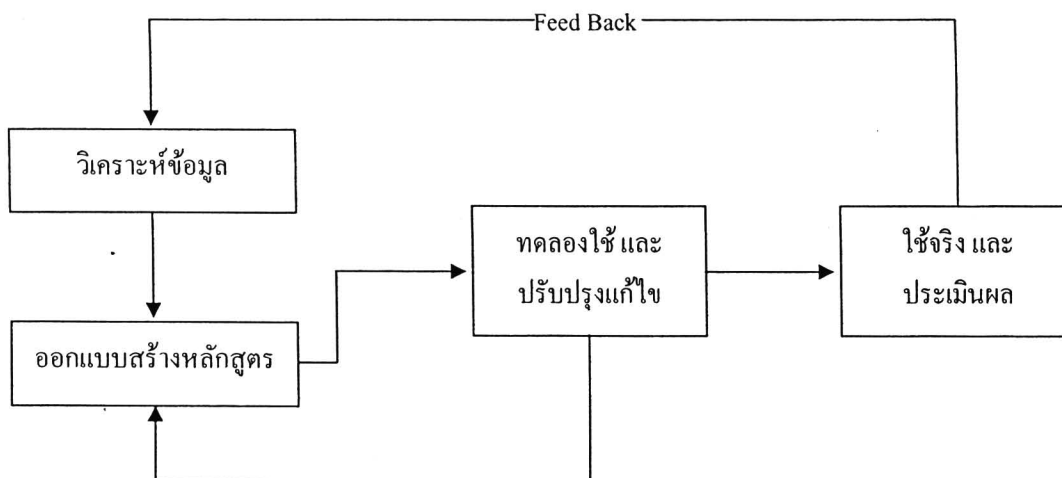 Feed Back
วิเคราะห์ข้อมูล
ออกแบบสร้างหลักสูตร
ทดลองใช้ และ
ปรับปรุงแก้ไข
ใช้จริง และ
ประเมินผล